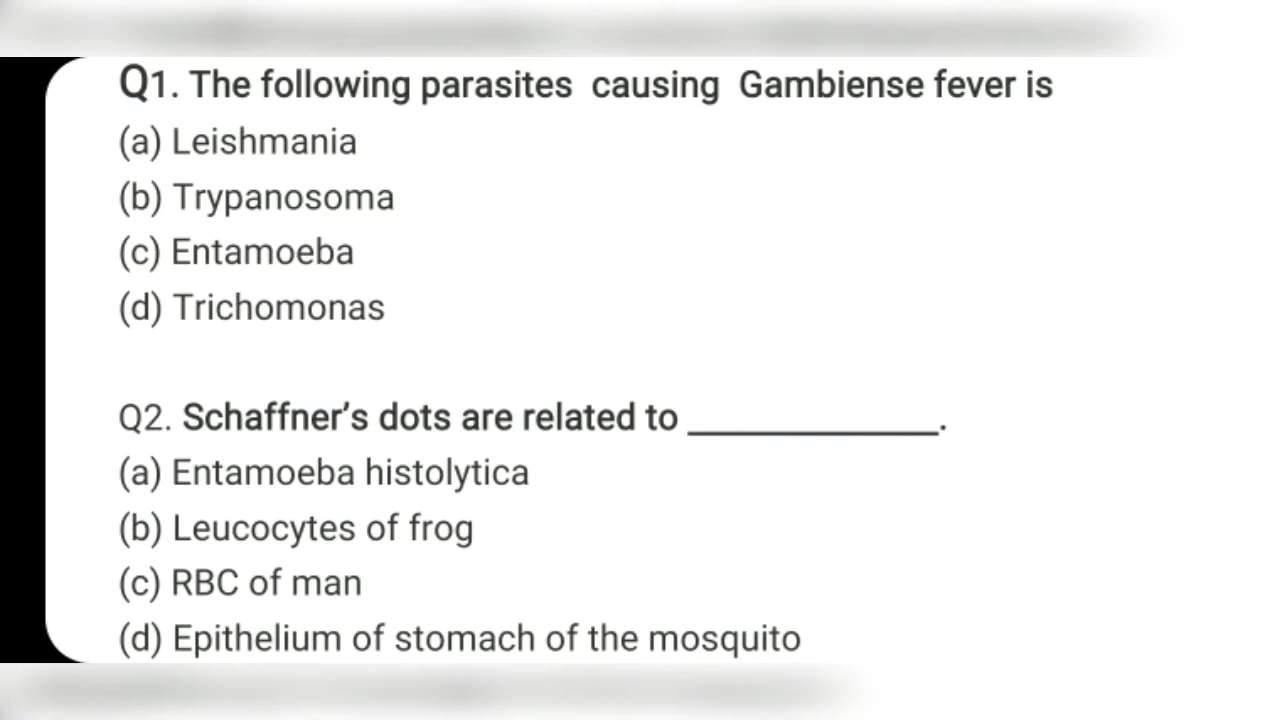 Q1. The following parasites causing Gambiense fever is
(a) Leishmania
(b) Trypanosoma
(c) Entamoeba
(d) Trichomonas
Q2. Schaffner's dots are related to ______________.
(a) Entamoeba histolytica
(b) Leucocytes of frog
(c) RBC of man
(d) Epithelium of stomach of the mosquito